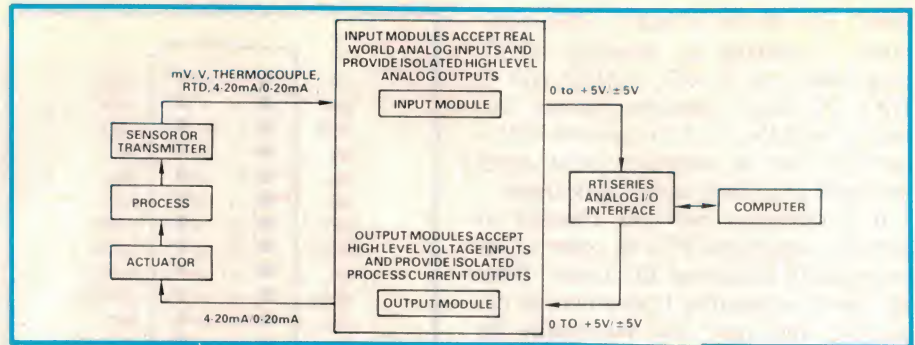 INPUT MODULES ACCEPT REAL
WORLD ANALOG INPUTS AND
PROVIDE ISOLATED HIGH LEVEL
ANALOG OUTPUTS
mV, V, THERMOCOUPLE,
RTD, 4-20mA/0-20mA
INPUT MODULE
0 to +5V/±5V
SENSOR OR
TRANSMITTER
PROCESS
ACTUATOR
RTI SERIES
ANALOG I/O
INTERFACE
COMPUTER
OUTPUT MODULES ACCEPT
HIGH LEVEL VOLTAGE INPUTS
AND PROVIDE ISOLATED
PROCESS CURRENT OUTPUTS
OUTPUT MODULE
4-20mA/0-20mA
0 TO +5V/±5V